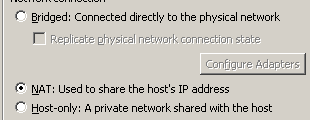 Network connection
Bridged: Connected directly to the physical network
Replicate physical network connection state
Configure Adapters
NAT: Used to share the host's IP address
Host-only: A private network shared with the host